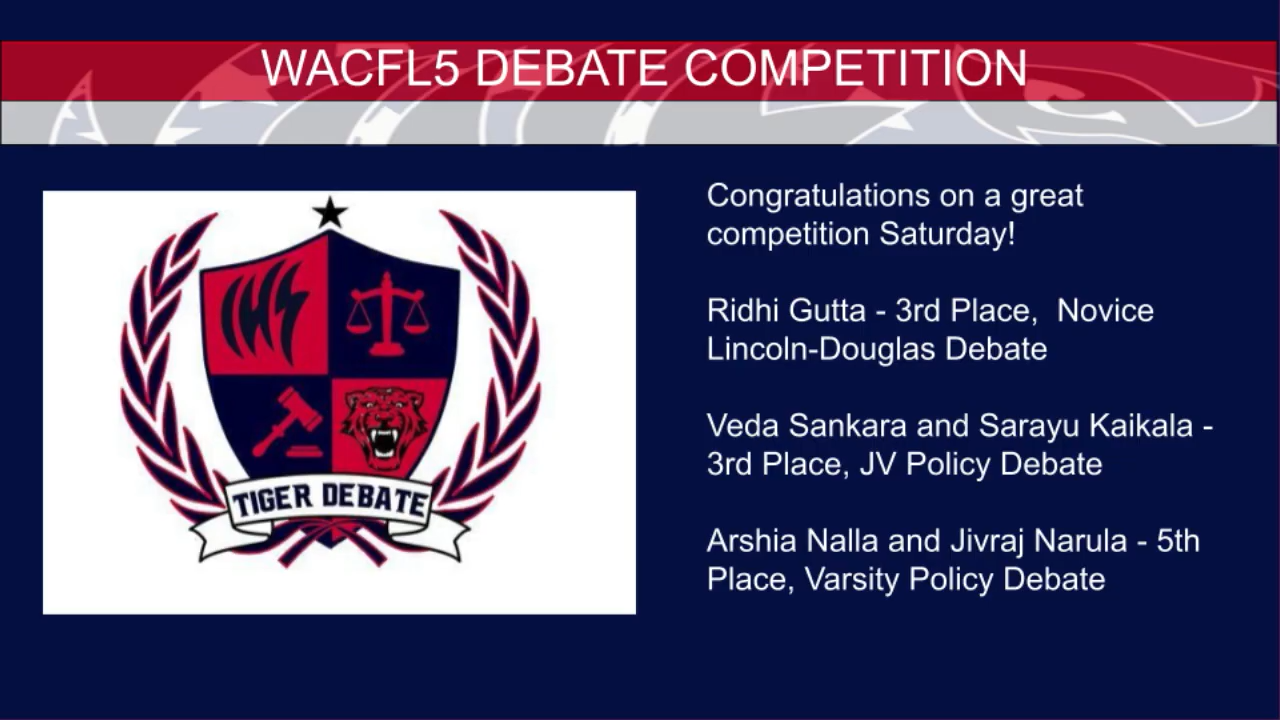 WACFL5 DEBATE COMPETITION
IHS
TIGER DEBATE
Congratulations on a great
competition Saturday!
Ridhi Gutta - 3rd Place,  Novice
Lincoln-Douglas Debate
Veda Sankara and Sarayu Kaikala -
3rd Place, JV Policy Debate
Arshia Nalla and Jivraj Narula - 5th
Place, Varsity Policy Debate